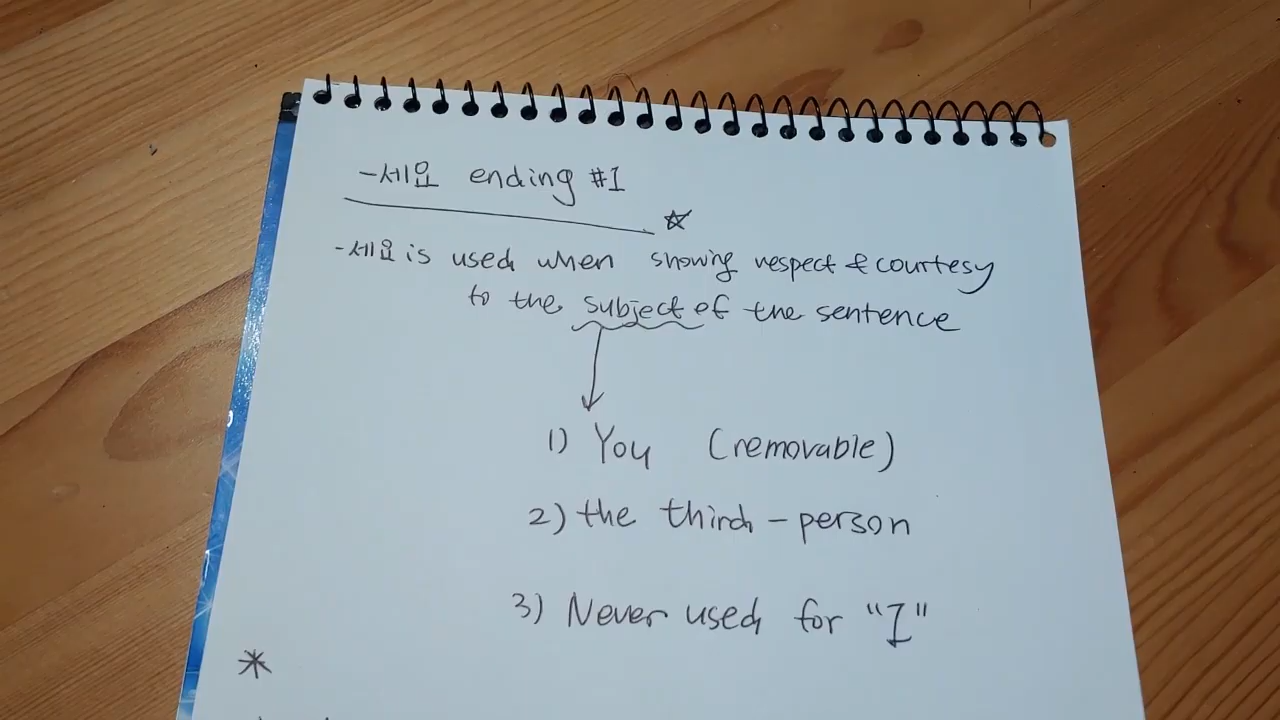 -세요 ending #1
☆
-세요 is used when showing respect & courtesy
to the subject of the sentence
1) You (removable)
2) the third-person
3) Never used for "I"
*